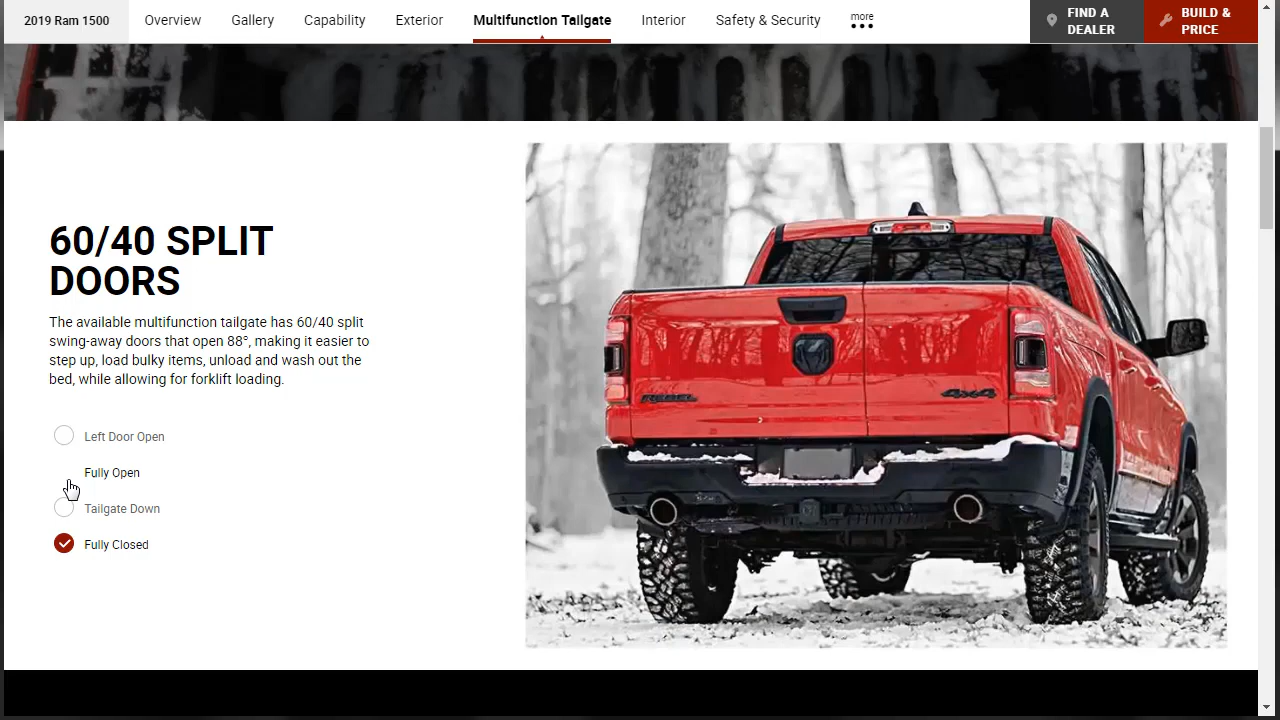 2019 Ram 1500
Overview
Gallery
Capability
Exterior
Multifunction Tailgate
Interior
Safety & Security
more
FIND A
DEALER
BUILD &
PRICE
60/40 SPLIT
DOORS
The available multifunction tailgate has 60/40 split
swing-away doors that open 88°, making it easier to
step up, load bulky items, unload and wash out the
bed, while allowing for forklift loading.
Left Door Open
Fully Open
Tailgate Down
Fully Closed
REBEL
4x4